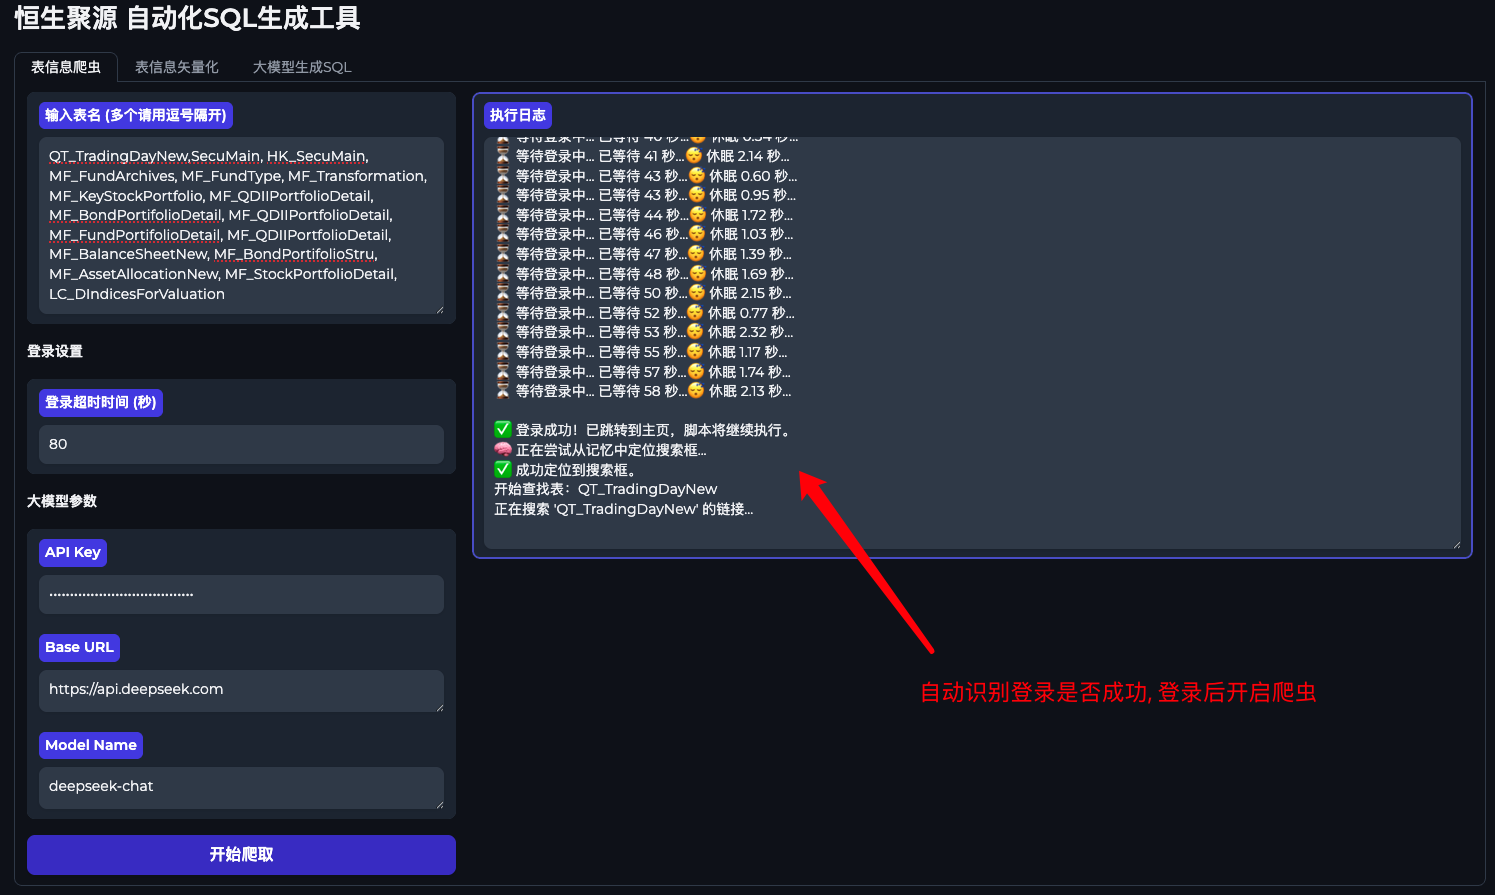 恒生聚源 自动化SQL生成工具
表信息爬虫 表信息矢量化 大模型生成SQL
输入表名 (多个请用逗号隔开)
QT_TradingDayNew,SecuMain, HK_SecuMain,
MF_FundArchives, MF_FundType, MF_Transformation,
MF_KeyStockPortfolio, MF_QDIIPortfolioDetail,
MF_BondPortifolioDetail, MF_QDIIPortfolioDetail,
MF_FundPortifolioDetail, MF_QDIIPortfolioDetail,
MF_BalanceSheetNew, MF_BondPortifolioStru,
MF_AssetAllocationNew, MF_StockPortfolioDetail,
LC_DIndicesForValuation
登录设置
登录超时时间 (秒)
80
大模型参数
API Key
Base URL
https://api.deepseek.com
Model Name
deepseek-chat
开始爬取
执行日志
⏳ 等待登录中... 已等待 41 秒...😴 休眠 2.14 秒...
⏳ 等待登录中... 已等待 43 秒...😴 休眠 0.60 秒...
⏳ 等待登录中... 已等待 43 秒...😴 休眠 0.95 秒...
⏳ 等待登录中... 已等待 44 秒...😴 休眠 1.72 秒...
⏳ 等待登录中... 已等待 46 秒...😴 休眠 1.03 秒...
⏳ 等待登录中... 已等待 47 秒...😴 休眠 1.39 秒...
⏳ 等待登录中... 已等待 48 秒...😴 休眠 1.69 秒...
⏳ 等待登录中... 已等待 50 秒...😴 休眠 2.15 秒...
⏳ 等待登录中... 已等待 52 秒...😴 休眠 0.77 秒...
⏳ 等待登录中... 已等待 53 秒...😴 休眠 2.32 秒...
⏳ 等待登录中... 已等待 55 秒...😴 休眠 1.17 秒...
⏳ 等待登录中... 已等待 57 秒...😴 休眠 1.74 秒...
⏳ 等待登录中... 已等待 58 秒...😴 休眠 2.13 秒...
✅ 登录成功！已跳转到主页，脚本将继续执行。
🧠 正在尝试从记忆中定位搜索框...
✅ 成功定位到搜索框。
开始查找表：QT_TradingDayNew
正在搜索 'QT_TradingDayNew' 的链接...
自动识别登录是否成功, 登录后开启爬虫